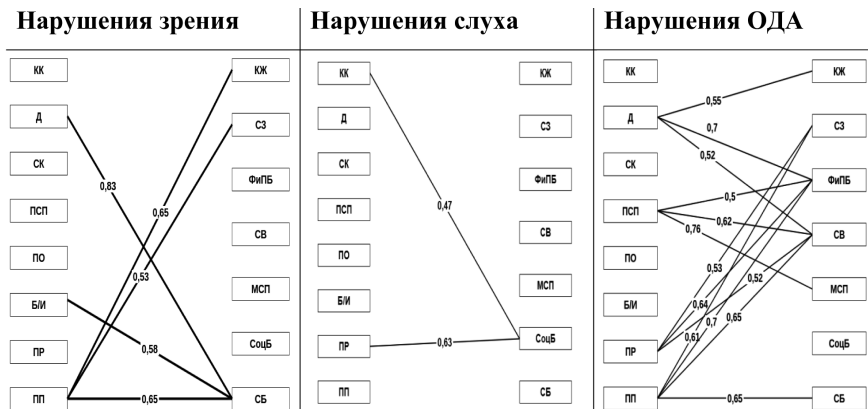 Нарушения зрения
Нарушения слуха
Нарушения ОДА
КК
КЖ
Д
СЗ
СК
0,83
ФиПБ
ПСП
0,65
СВ
ПО
0,53
МСП
Б/И
0,58
СоцБ
ПР
ПП
0,65
СБ
КК
КЖ
Д
СЗ
СК
ФиПБ
ПСП
0,47
СВ
ПО
МСП
Б/И
ПР
0,63
СоцБ
ПП
СБ
КК
КЖ
0,55
Д
0,7
СЗ
0,52
СК
ФиПБ
0,5
ПСП
0,62
0,76
СВ
ПО
0,53
0,52
МСП
Б/И
0,64
0,7
0,65
0,61
СоцБ
ПР
ПП
0,65
СБ